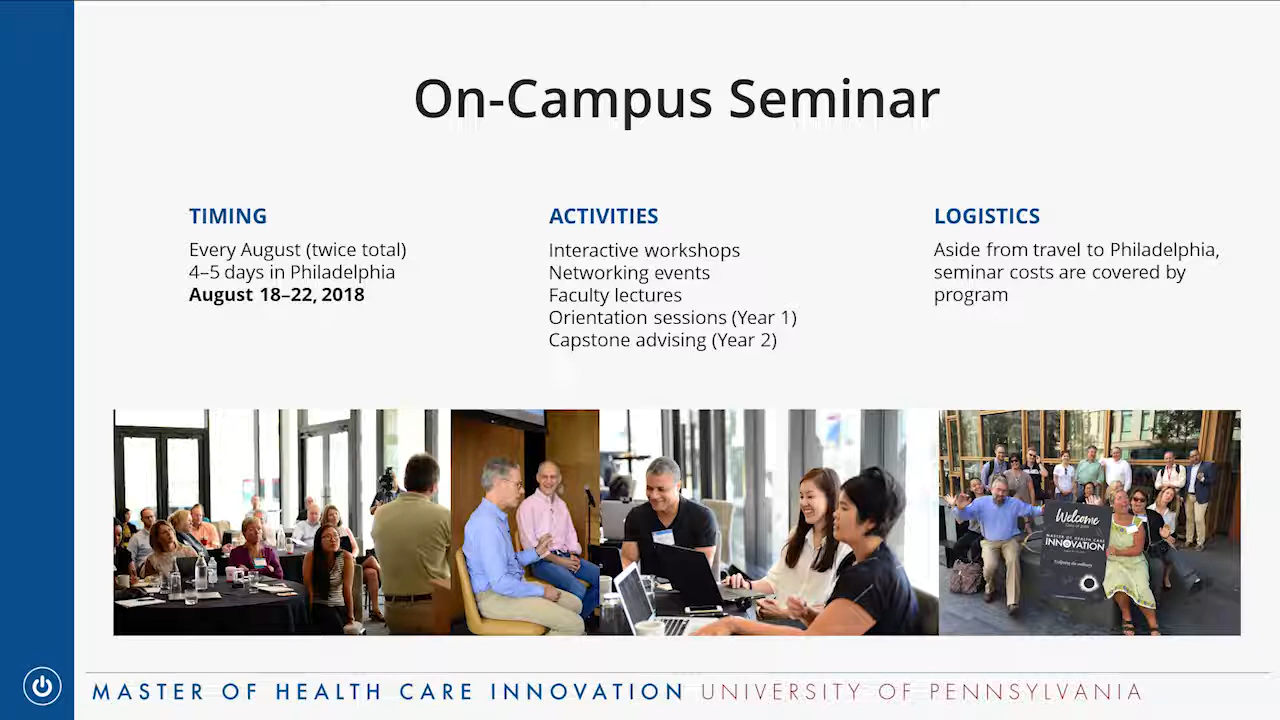 On-Campus Seminar
TIMING
Every August (twice total)
4–5 days in Philadelphia
August 18–22, 2018
ACTIVITIES
Interactive workshops
Networking events
Faculty lectures
Orientation sessions (Year 1)
Capstone advising (Year 2)
LOGISTICS
Aside from travel to Philadelphia,
seminar costs are covered by
program
Welcome
MASTER OF HEALTH CARE
INNOVATION
MASTER OF HEALTH CARE INNOVATION UNIVERSITY OF PENNSYLVANIA